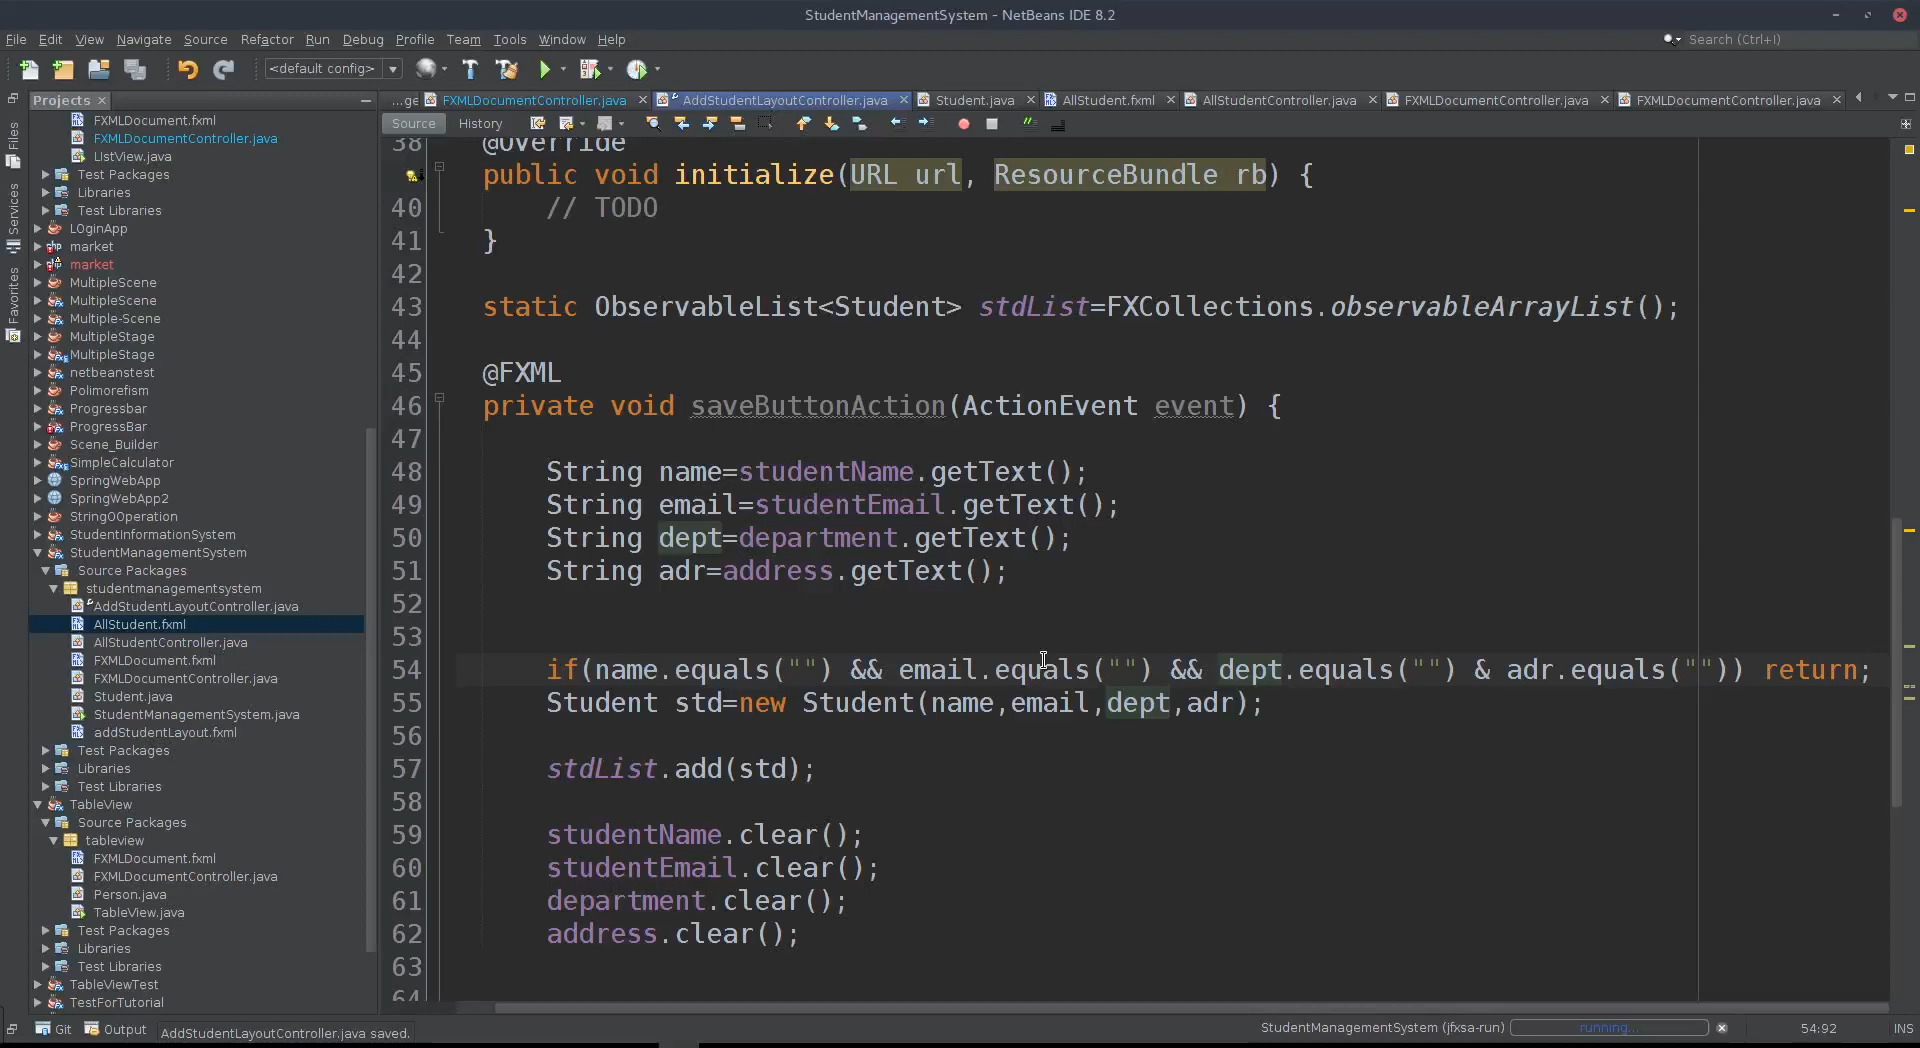 StudentManagementSystem - NetBeans IDE 8.2
File Edit View Navigate Source Refactor Run Debug Profile Team Tools Window Help
Search (Ctrl+I)
<default config>
Projects
...ge FXMLDocumentController.java AddStudentLayoutController.java Student.java AllStudent.fxml AllStudentController.java FXMLDocumentController.java FXMLDocumentController.java
Source History
Files
Services
Favorites
FXMLDocument.fxml
FXMLDocumentController.java
ListView.java
Test Packages
Libraries
Test Libraries
LOginApp
market
market
MultipleScene
MultipleScene
Multiple-Scene
MultipleStage
MultipleStage
netbeanstest
Polimorefism
Progressbar
ProgressBar
Scene_Builder
SimpleCalculator
SpringWebApp
SpringWebApp2
StringOOperation
StudentInformationSystem
StudentManagementSystem
Source Packages
studentmanagementsystem
AddStudentLayoutController.java
AllStudent.fxml
AllStudentController.java
FXMLDocument.fxml
FXMLDocumentController.java
Student.java
StudentManagementSystem.java
addStudentLayout.fxml
Test Packages
Libraries
Test Libraries
TableView
Source Packages
tableview
FXMLDocument.fxml
FXMLDocumentController.java
Person.java
TableView.java
Test Packages
Libraries
Test Libraries
TableViewTest
TestForTutorial
38 @Override
public void initialize(URL url, ResourceBundle rb) {
40 // TODO
41 }
42
43 static ObservableList<Student> stdList=FXCollections.observableArrayList();
44
45 @FXML
46 private void saveButtonAction(ActionEvent event) {
47
48 String name=studentName.getText();
49 String email=studentEmail.getText();
50 String dept=department.getText();
51 String adr=address.getText();
52
53
54 if(name.equals("") && email.equals("") && dept.equals("") & adr.equals("")) return;
55 Student std=new Student(name,email,dept,adr);
56
57 stdList.add(std);
58
59 studentName.clear();
60 studentEmail.clear();
61 department.clear();
62 address.clear();
63
64
Git Output AddStudentLayoutController.java saved. StudentManagementSystem (jfxsa-run) running... 54:92 INS